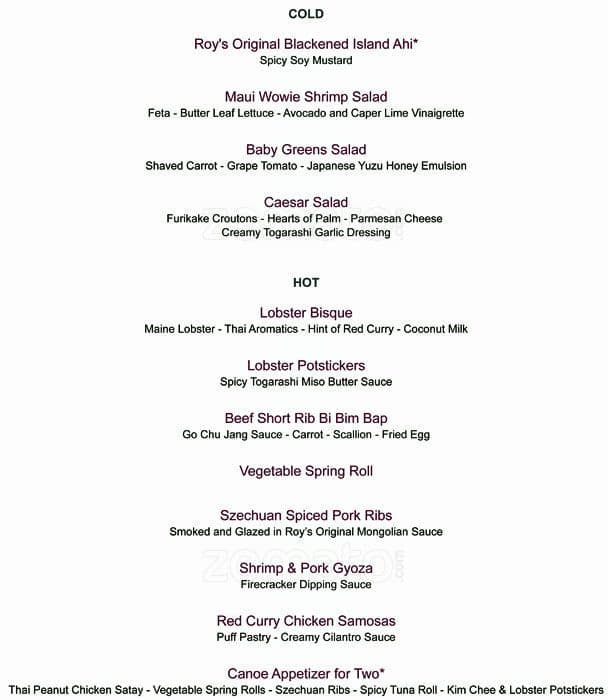 COLD
Roy's Original Blackened Island Ahi*
Spicy Soy Mustard
Maui Wowie Shrimp Salad
Feta - Butter Leaf Lettuce - Avocado and Caper Lime Vinaigrette
Baby Greens Salad
Shaved Carrot - Grape Tomato - Japanese Yuzu Honey Emulsion
Caesar Salad
Furikake Croutons - Hearts of Palm - Parmesan Cheese
Creamy Togarashi Garlic Dressing
HOT
Lobster Bisque
Maine Lobster - Thai Aromatics - Hint of Red Curry - Coconut Milk
Lobster Potstickers
Spicy Togarashi Miso Butter Sauce
Beef Short Rib Bi Bim Bap
Go Chu Jang Sauce - Carrot - Scallion - Fried Egg
Vegetable Spring Roll
Szechuan Spiced Pork Ribs
Smoked and Glazed in Roy's Original Mongolian Sauce
zomato.com
Shrimp & Pork Gyoza
Firecracker Dipping Sauce
Red Curry Chicken Samosas
Puff Pastry - Creamy Cilantro Sauce
Canoe Appetizer for Two*
Thai Peanut Chicken Satay - Vegetable Spring Rolls - Szechuan Ribs - Spicy Tuna Roll - Kim Chee & Lobster Potstickers